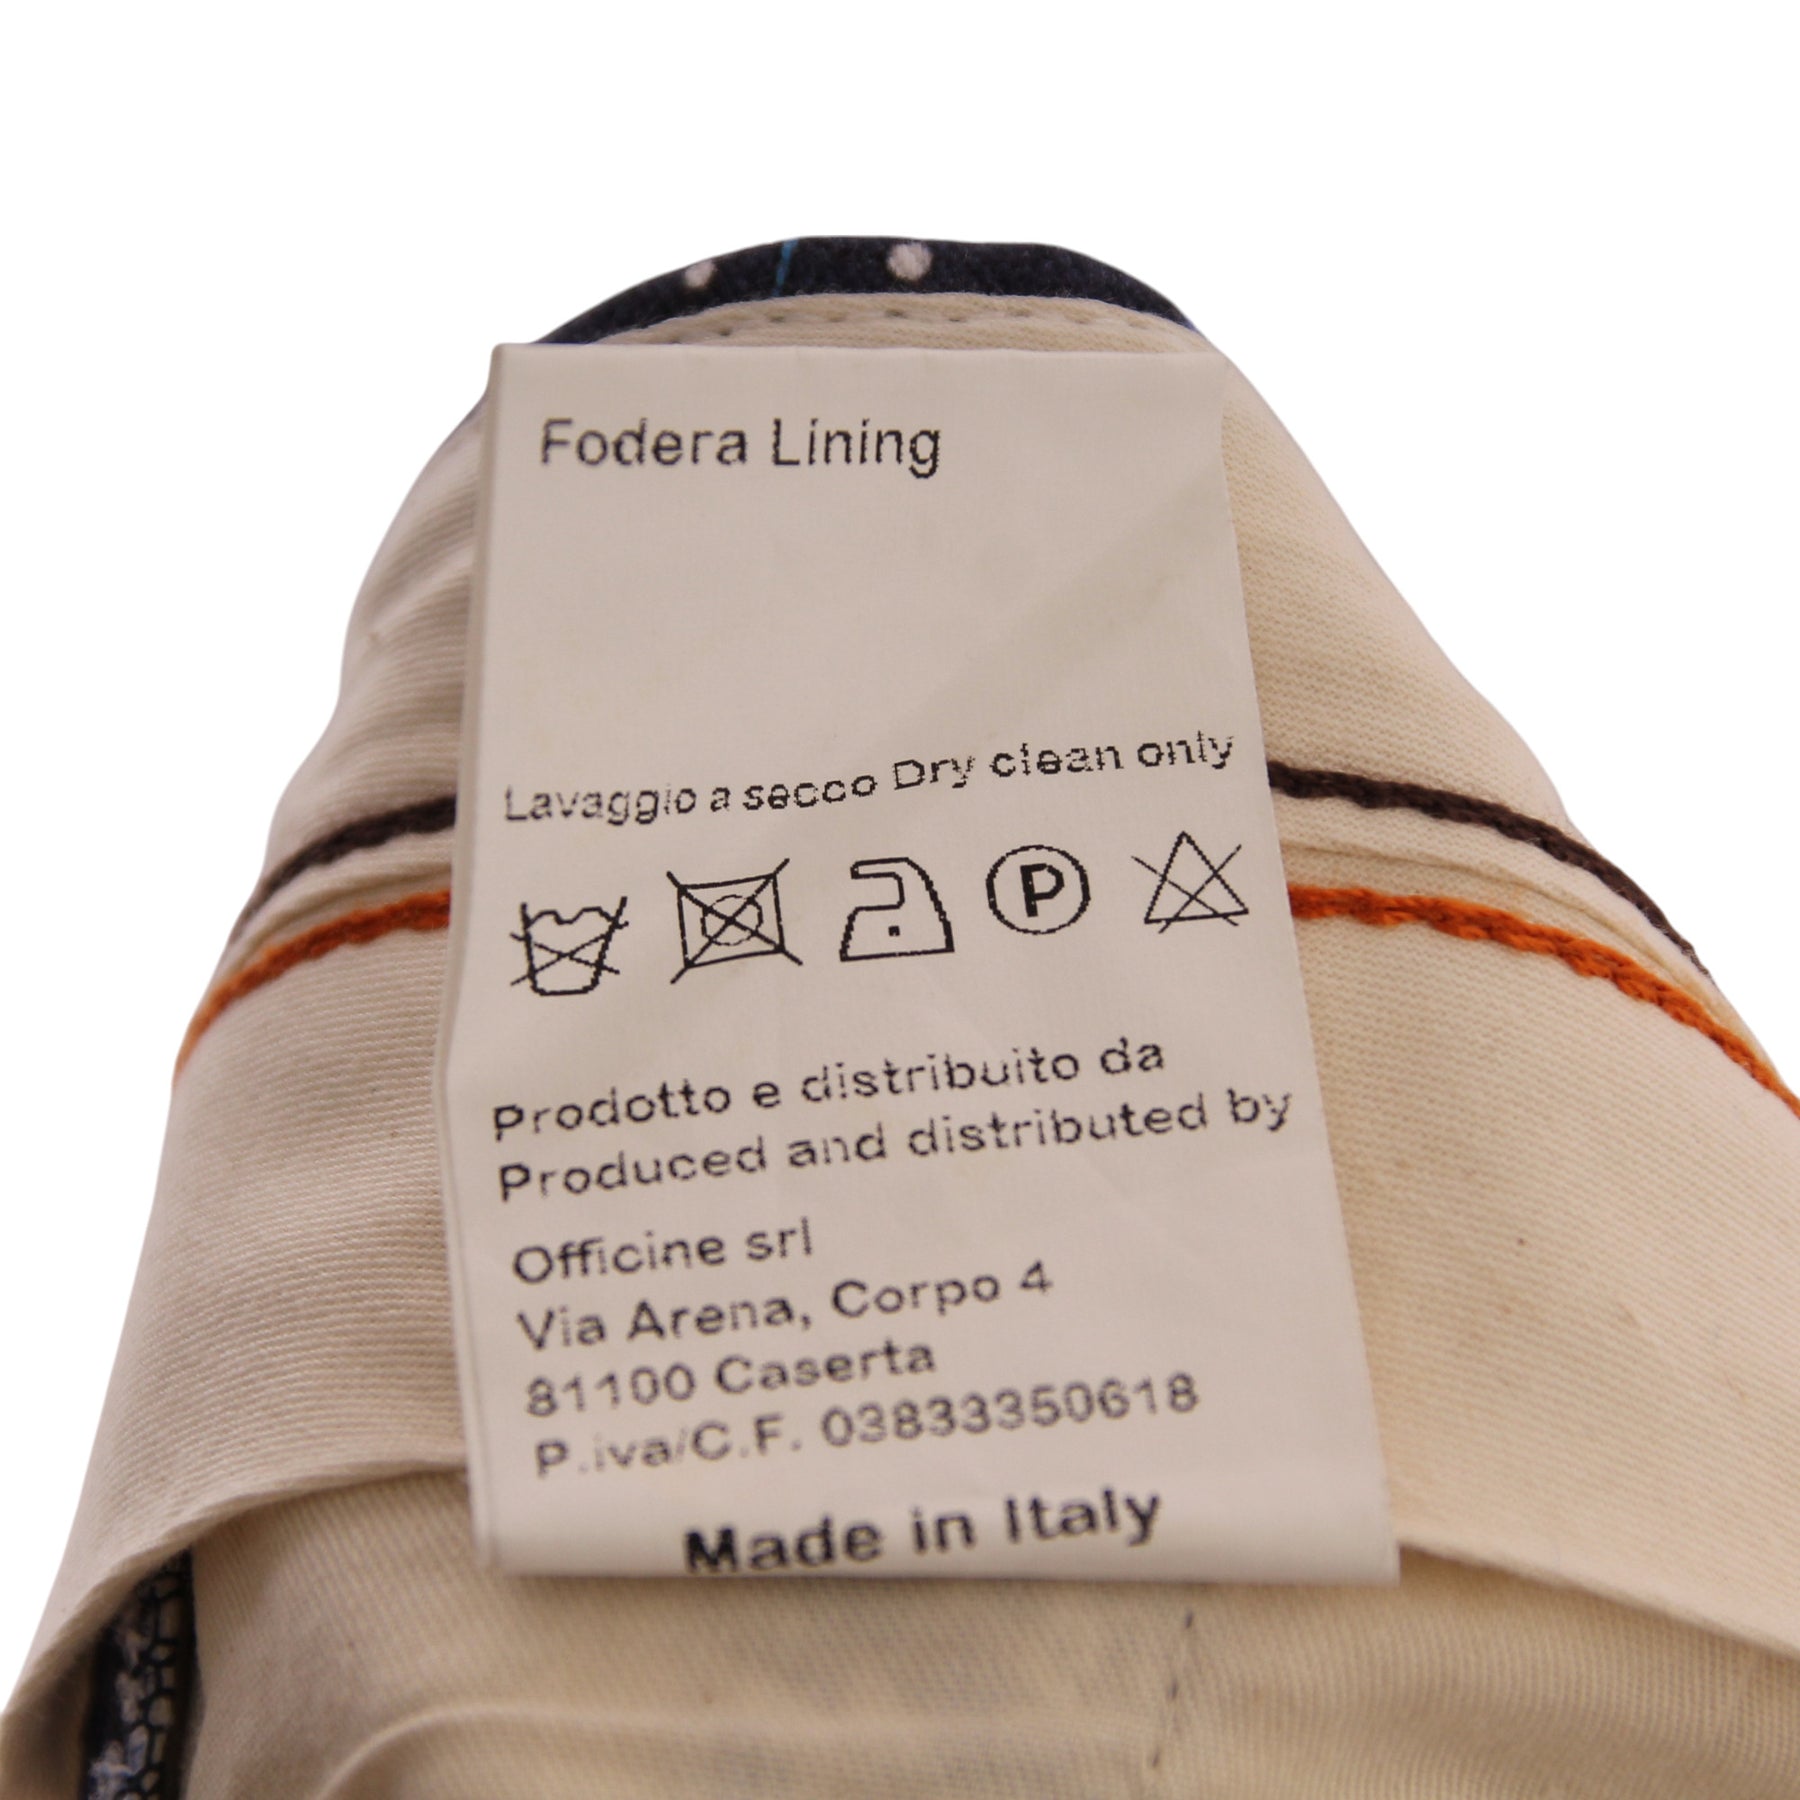 Fodera Lining
Lavaggio a secco Dry clean only
P
Prodotto e distribuito da
Produced and distributed by
Officine srl
Via Arena, Corpo 4
81100 Caserta
P.iva/C.F. 03833350618
Made in Italy